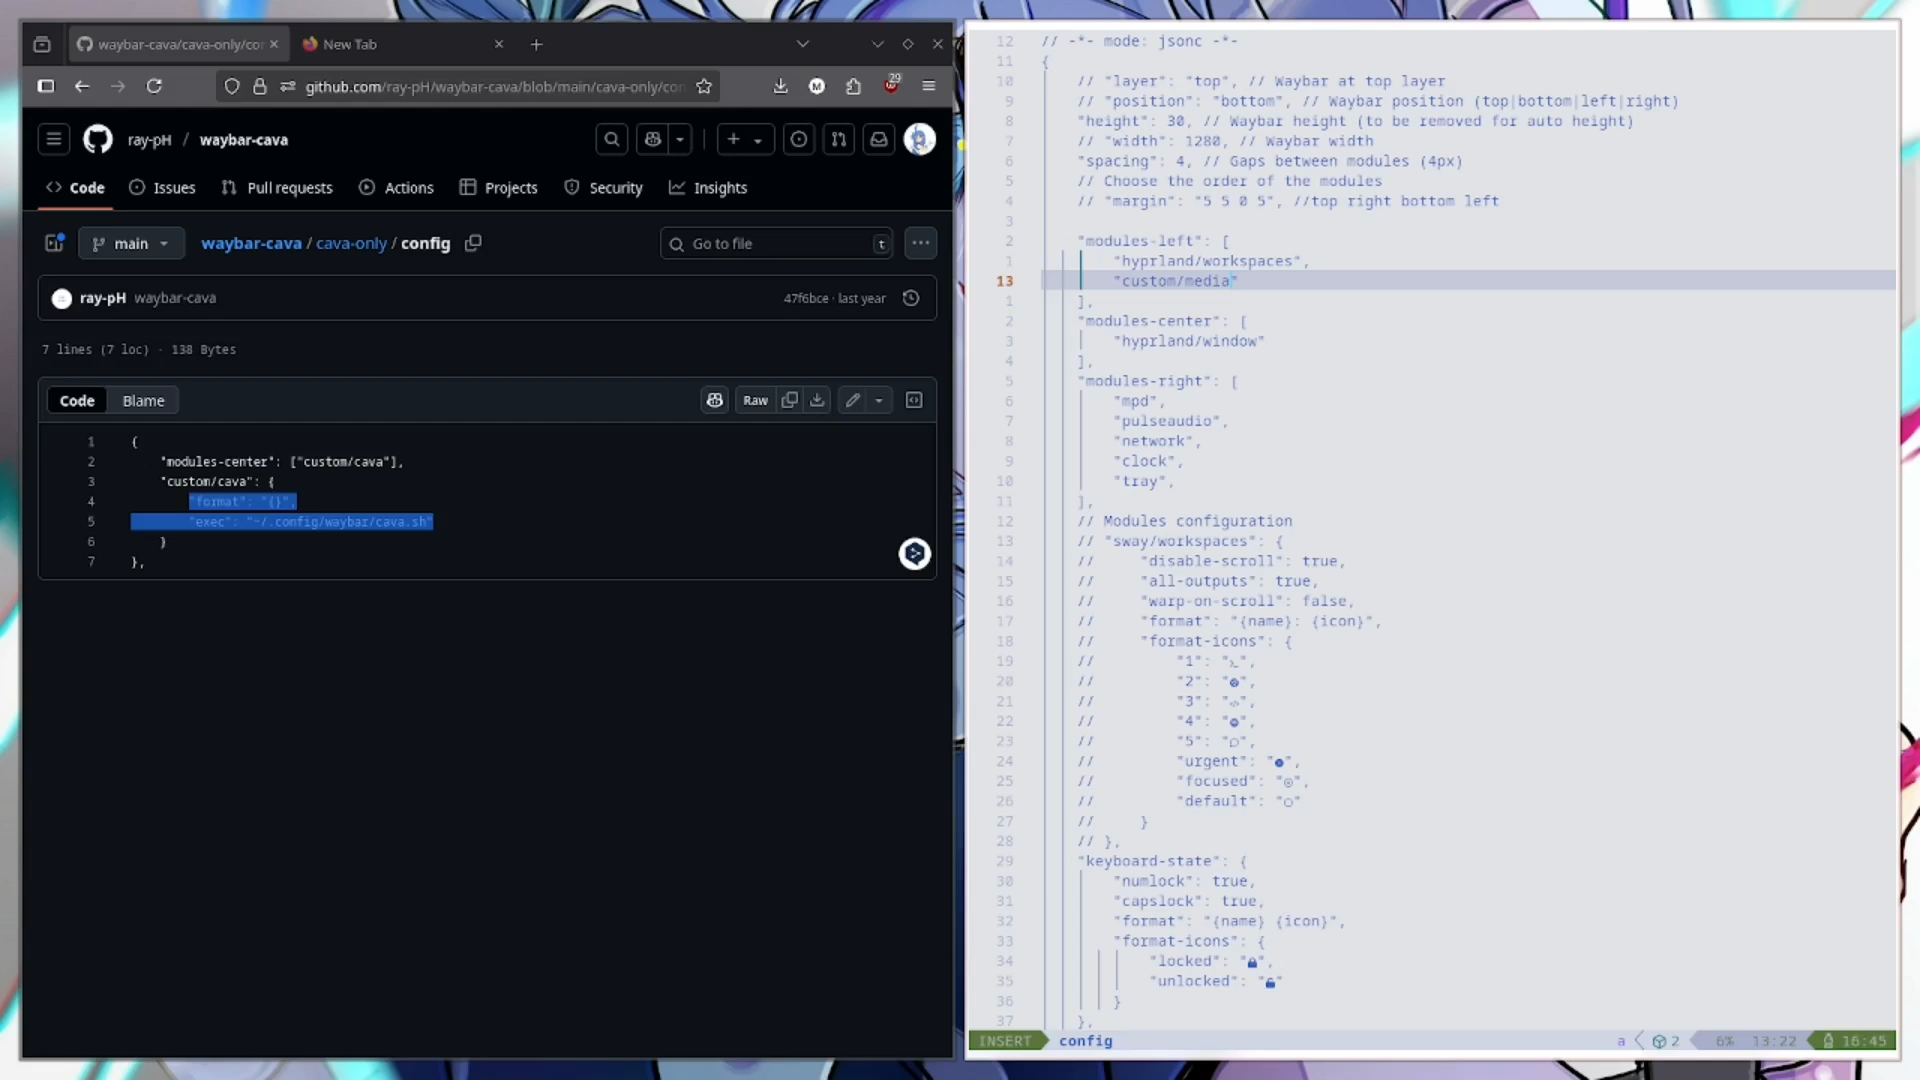 waybar-cava/cava-only/cor
New Tab
github.com/ray-pH/waybar-cava/blob/main/cava-only/con
29
ray-pH / waybar-cava
Code
Issues
Pull requests
Actions
Projects
Security
Insights
main
waybar-cava / cava-only / config
Go to file
t
ray-pH waybar-cava
47f6bce · last year
7 lines (7 loc) · 138 Bytes
Code
Blame
Raw
1 {
2 "modules-center": ["custom/cava"],
3 "custom/cava": {
4 "format": "{}",
5 "exec": "~/.config/waybar/cava.sh"
6 }
7 },
12 // -*- mode: jsonc -*-
11 {
10 // "layer": "top", // Waybar at top layer
9 // "position": "bottom", // Waybar position (top|bottom|left|right)
8 "height": 30, // Waybar height (to be removed for auto height)
7 // "width": 1280, // Waybar width
6 "spacing": 4, // Gaps between modules (4px)
5 // Choose the order of the modules
4 // "margin": "5 5 0 5", //top right bottom left
3
2 "modules-left": [
1 "hyprland/workspaces",
13 "custom/media"
1 ],
2 "modules-center": [
3 "hyprland/window"
4 ],
5 "modules-right": [
6 "mpd",
7 "pulseaudio",
8 "network",
9 "clock",
10 "tray",
11 ],
12 // Modules configuration
13 // "sway/workspaces": {
14 // "disable-scroll": true,
15 // "all-outputs": true,
16 // "warp-on-scroll": false,
17 // "format": "{name}: {icon}",
18 // "format-icons": {
19 // "1": "",
20 // "2": "",
21 // "3": "",
22 // "4": "",
23 // "5": "",
24 // "urgent": "",
25 // "focused": "",
26 // "default": ""
27 // }
28 // },
29 "keyboard-state": {
30 "numlock": true,
31 "capslock": true,
32 "format": "{name} {icon}",
33 "format-icons": {
34 "locked": "",
35 "unlocked": ""
36 }
37 },
INSERT config
a
2
6% 13:22
16:45